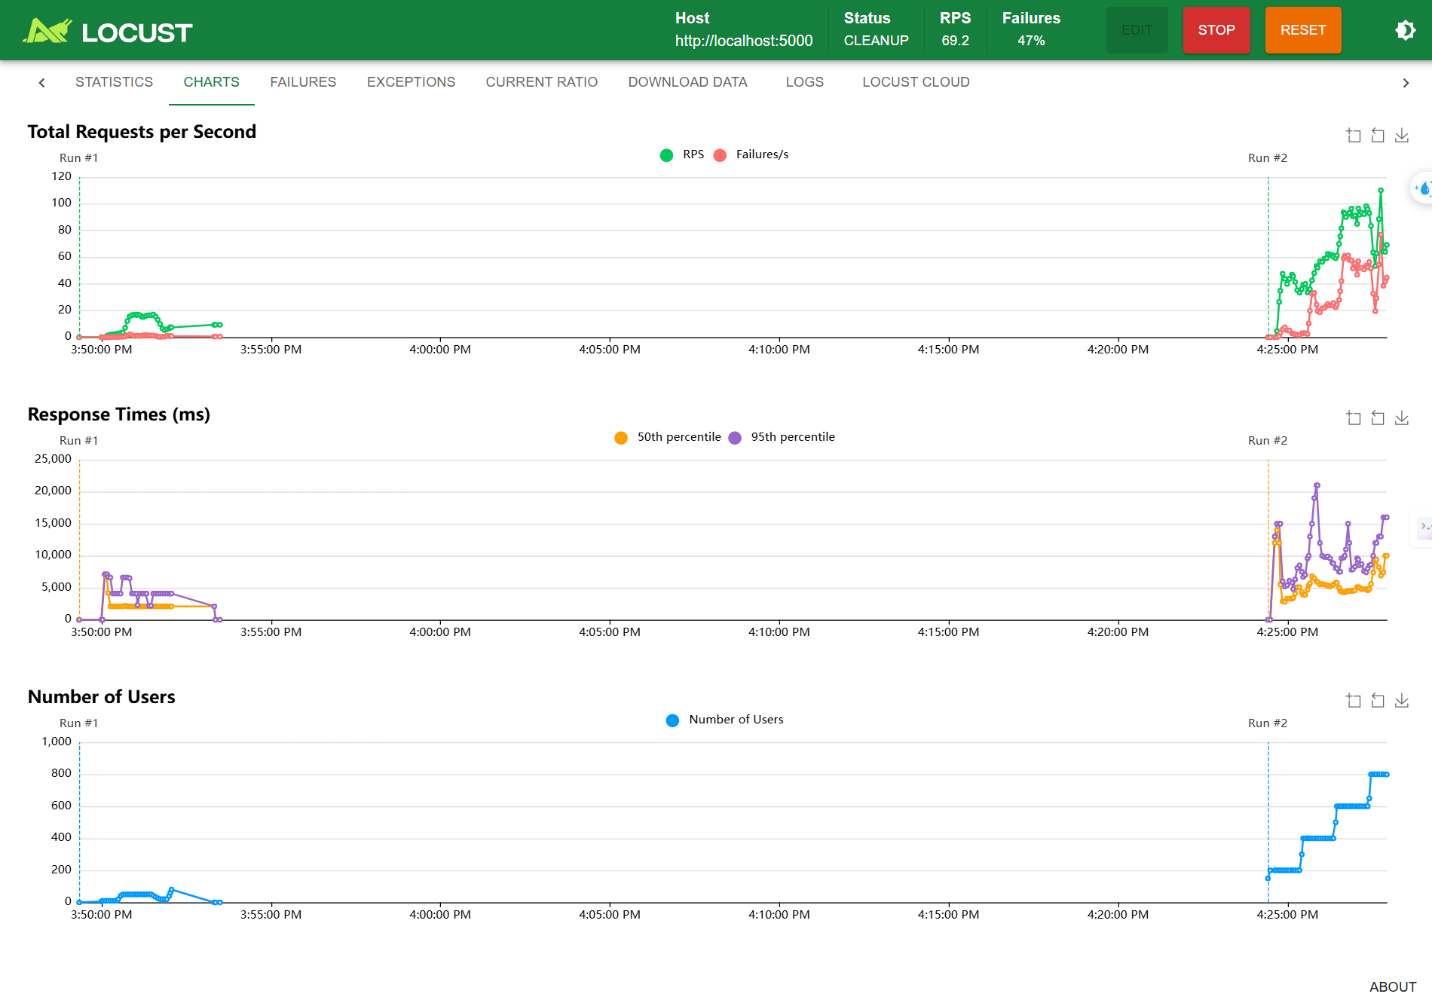 LOCUST
Host
http://localhost:5000
Status
CLEANUP
RPS
69.2
Failures
47%
EDIT
STOP
RESET
STATISTICS
CHARTS
FAILURES
EXCEPTIONS
CURRENT RATIO
DOWNLOAD DATA
LOGS
LOCUST CLOUD
Total Requests per Second
Run #1
RPS
Failures/s
Run #2
120
100
80
60
40
20
0
3:50:00 PM
3:55:00 PM
4:00:00 PM
4:05:00 PM
4:10:00 PM
4:15:00 PM
4:20:00 PM
4:25:00 PM
Response Times (ms)
Run #1
50th percentile
95th percentile
Run #2
25,000
20,000
15,000
10,000
5,000
0
3:50:00 PM
3:55:00 PM
4:00:00 PM
4:05:00 PM
4:10:00 PM
4:15:00 PM
4:20:00 PM
4:25:00 PM
Number of Users
Run #1
Number of Users
Run #2
1,000
800
600
400
200
0
3:50:00 PM
3:55:00 PM
4:00:00 PM
4:05:00 PM
4:10:00 PM
4:15:00 PM
4:20:00 PM
4:25:00 PM
ABOUT